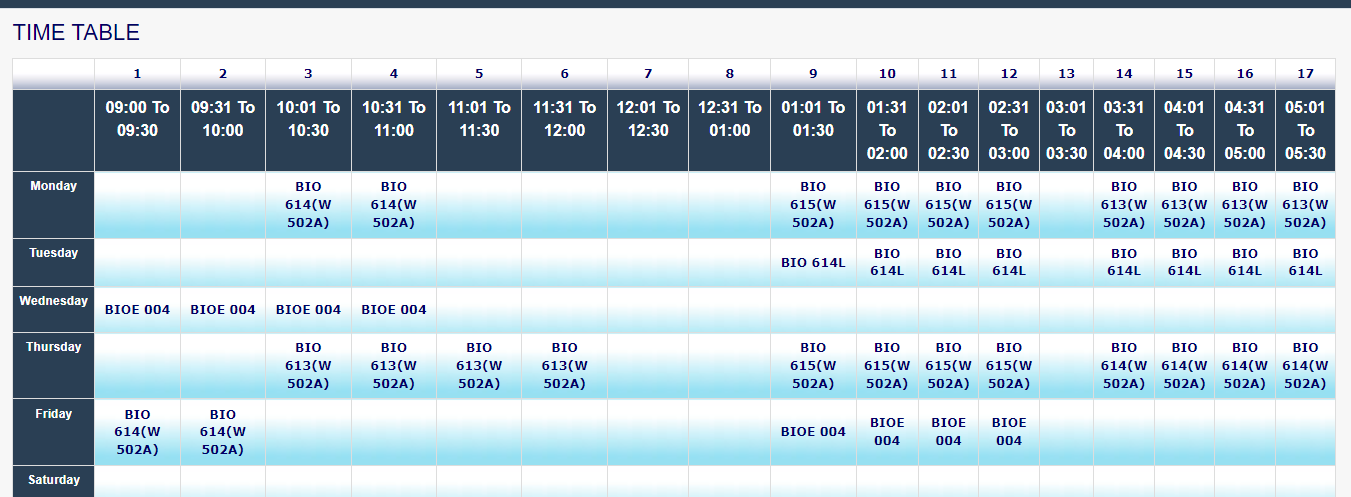 TIME TABLE
1 2 3 4 5 6 7 8 9 10 11 12 13 14 15 16 17
09:00 To 09:30 09:31 To 10:00 10:01 To 10:30 10:31 To 11:00 11:01 To 11:30 11:31 To 12:00 12:01 To 12:30 12:31 To 01:00 01:01 To 01:30 01:31 To 02:00 02:01 To 02:30 02:31 To 03:00 03:01 To 03:30 03:31 To 04:00 04:01 To 04:30 04:31 To 05:00 05:01 To 05:30
Monday BIO 614(W 502A) BIO 614(W 502A) BIO 615(W 502A) BIO 615(W 502A) BIO 615(W 502A) BIO 615(W 502A) BIO 613(W 502A) BIO 613(W 502A) BIO 613(W 502A) BIO 613(W 502A)
Tuesday BIO 614L BIO 614L BIO 614L BIO 614L BIO 614L BIO 614L BIO 614L BIO 614L
Wednesday BIOE 004 BIOE 004 BIOE 004 BIOE 004
Thursday BIO 613(W 502A) BIO 613(W 502A) BIO 613(W 502A) BIO 613(W 502A) BIO 615(W 502A) BIO 615(W 502A) BIO 615(W 502A) BIO 615(W 502A) BIO 614(W 502A) BIO 614(W 502A) BIO 614(W 502A) BIO 614(W 502A)
Friday BIO 614(W 502A) BIO 614(W 502A) BIOE 004 BIOE 004 BIOE 004 BIOE 004
Saturday